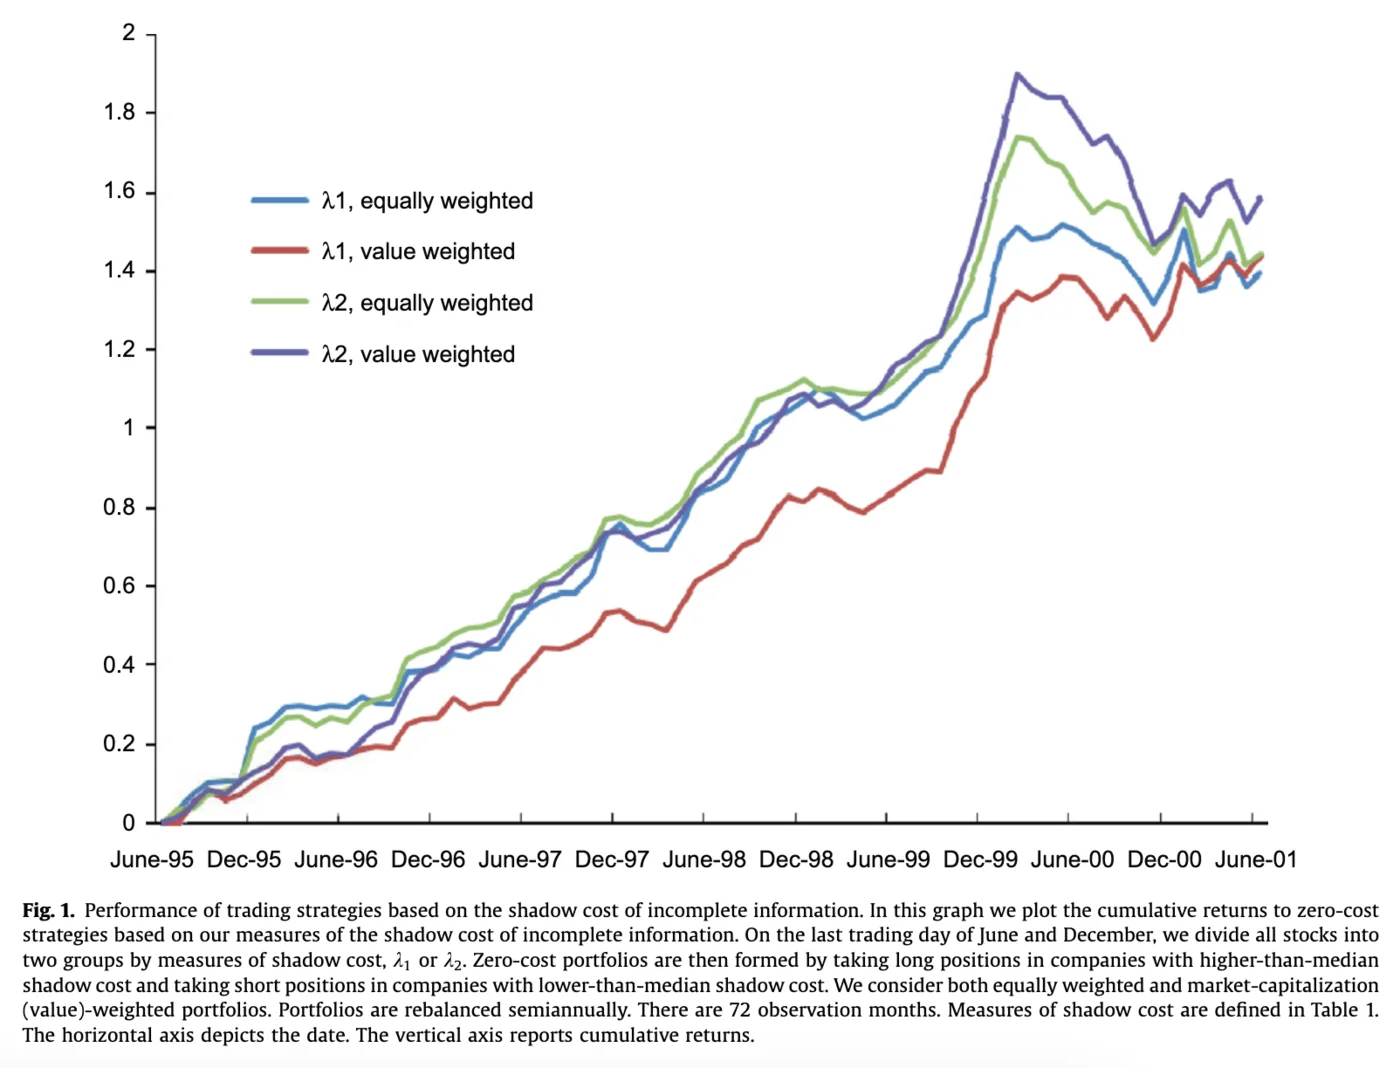 2
1.8
1.6
1.4
1.2
1
0.8
0.6
0.4
0.2
0
λ1, equally weighted
λ1, value weighted
λ2, equally weighted
λ2, value weighted
June-95 Dec-95 June-96 Dec-96 June-97 Dec-97 June-98 Dec-98 June-99 Dec-99 June-00 Dec-00 June-01
Fig. 1. Performance of trading strategies based on the shadow cost of incomplete information. In this graph we plot the cumulative returns to zero-cost
strategies based on our measures of the shadow cost of incomplete information. On the last trading day of June and December, we divide all stocks into
two groups by measures of shadow cost, λ₁ or λ₂. Zero-cost portfolios are then formed by taking long positions in companies with higher-than-median
shadow cost and taking short positions in companies with lower-than-median shadow cost. We consider both equally weighted and market-capitalization
(value)-weighted portfolios. Portfolios are rebalanced semiannually. There are 72 observation months. Measures of shadow cost are defined in Table 1.
The horizontal axis depicts the date. The vertical axis reports cumulative returns.